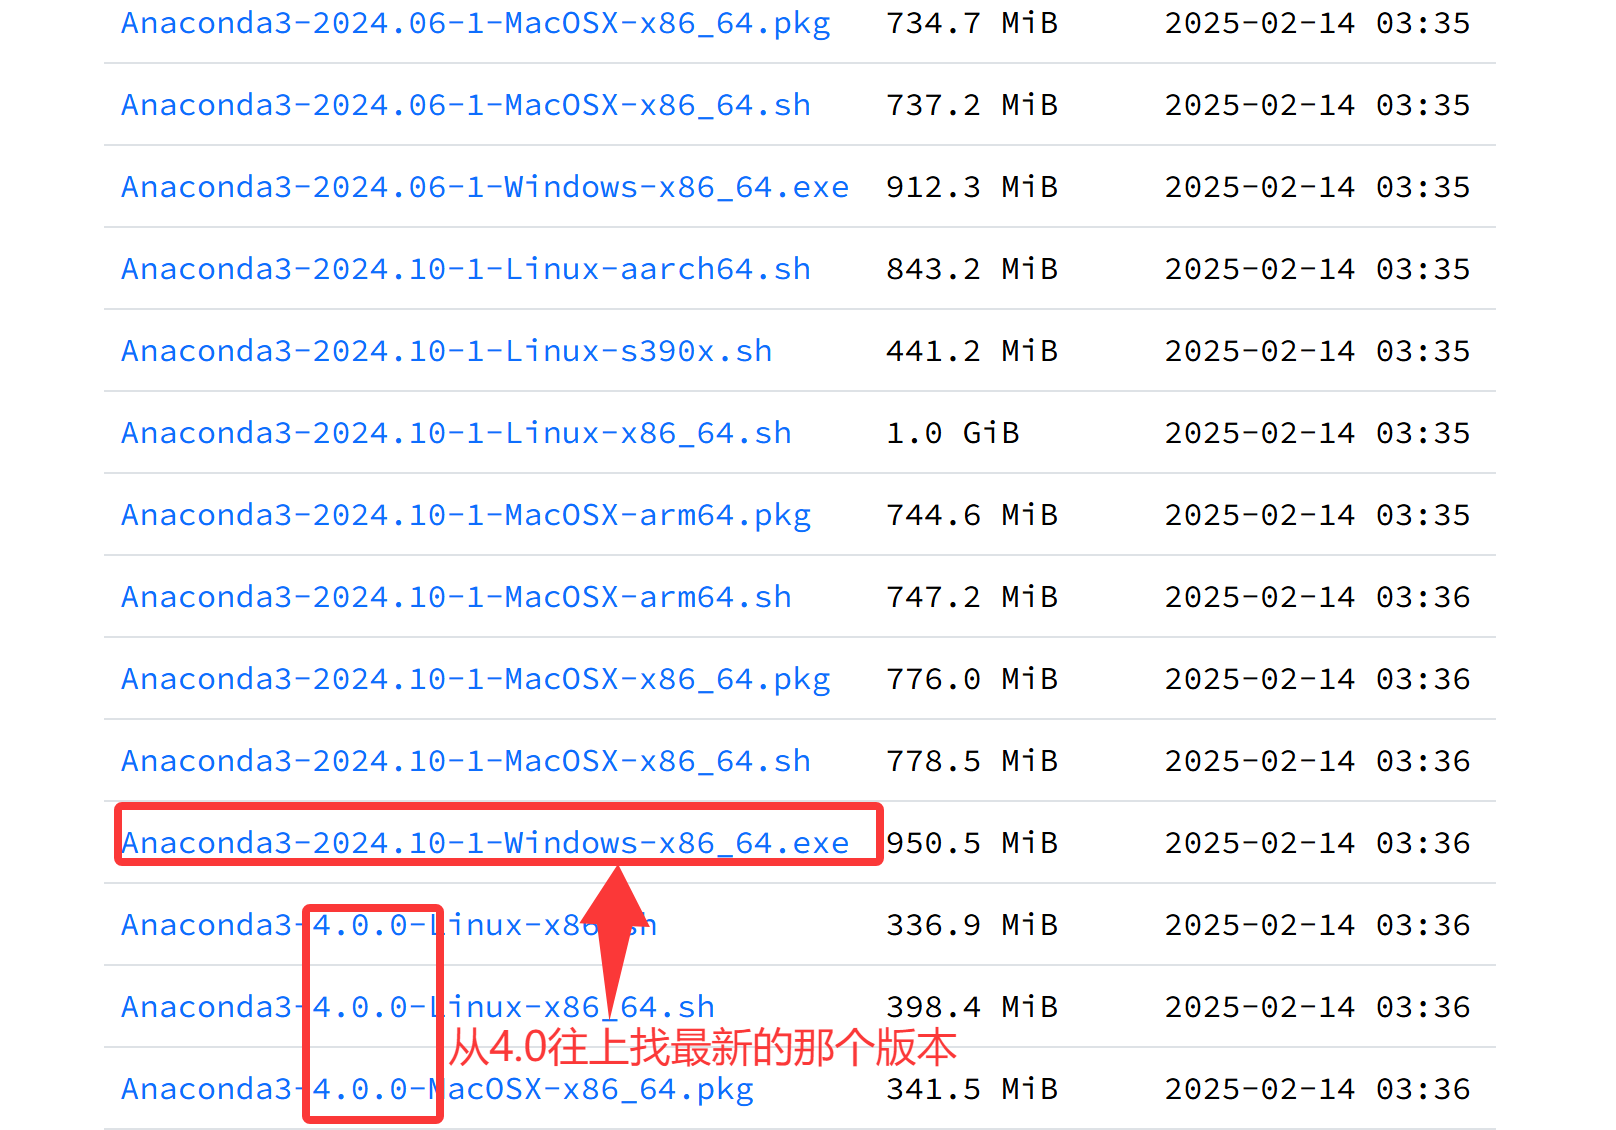 Anaconda3-2024.06-1-MacOSX-x86_64.pkg 734.7 MiB 2025-02-14 03:35
Anaconda3-2024.06-1-MacOSX-x86_64.sh 737.2 MiB 2025-02-14 03:35
Anaconda3-2024.06-1-Windows-x86_64.exe 912.3 MiB 2025-02-14 03:35
Anaconda3-2024.10-1-Linux-aarch64.sh 843.2 MiB 2025-02-14 03:35
Anaconda3-2024.10-1-Linux-s390x.sh 441.2 MiB 2025-02-14 03:35
Anaconda3-2024.10-1-Linux-x86_64.sh 1.0 GiB 2025-02-14 03:35
Anaconda3-2024.10-1-MacOSX-arm64.pkg 744.6 MiB 2025-02-14 03:35
Anaconda3-2024.10-1-MacOSX-arm64.sh 747.2 MiB 2025-02-14 03:36
Anaconda3-2024.10-1-MacOSX-x86_64.pkg 776.0 MiB 2025-02-14 03:36
Anaconda3-2024.10-1-MacOSX-x86_64.sh 778.5 MiB 2025-02-14 03:36
Anaconda3-2024.10-1-Windows-x86_64.exe 950.5 MiB 2025-02-14 03:36
Anaconda3-4.0.0-Linux-x86.sh 336.9 MiB 2025-02-14 03:36
Anaconda3-4.0.0-Linux-x86_64.sh 398.4 MiB 2025-02-14 03:36
从4.0往上找最新的那个版本
Anaconda3-4.0.0-MacOSX-x86_64.pkg 341.5 MiB 2025-02-14 03:36